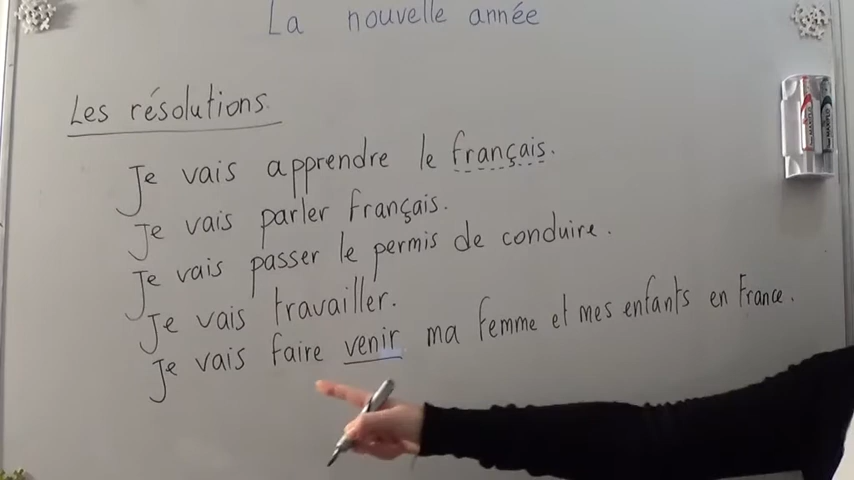 La nouvelle année
Les résolutions.
Je vais apprendre le français.
Je vais parler français.
Je vais passer le permis de conduire.
Je vais travailler.
Je vais faire venir ma femme et mes enfants en France.